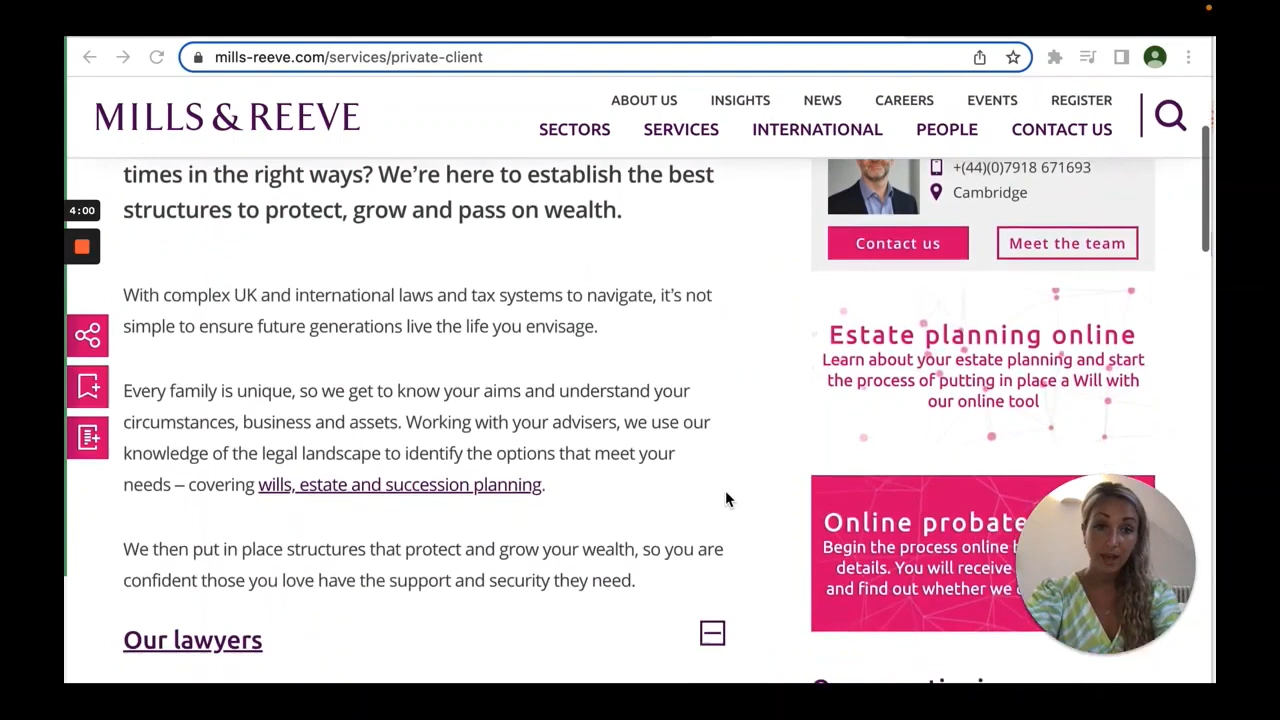 mills-reeve.com/services/private-client
MILLS & REEVE
ABOUT US INSIGHTS NEWS CAREERS EVENTS REGISTER
SECTORS SERVICES INTERNATIONAL PEOPLE CONTACT US
times in the right ways? We’re here to establish the best
structures to protect, grow and pass on wealth.
4:00
With complex UK and international laws and tax systems to navigate, it’s not
simple to ensure future generations live the life you envisage.
Every family is unique, so we get to know your aims and understand your
circumstances, business and assets. Working with your advisers, we use our
knowledge of the legal landscape to identify the options that meet your
needs – covering wills, estate and succession planning.
We then put in place structures that protect and grow your wealth, so you are
confident those you love have the support and security they need.
Our lawyers
+(44)(0)7918 671693
Cambridge
Contact us
Meet the team
Estate planning online
Learn about your estate planning and start
the process of putting in place a Will with
our online tool
Online probate
Begin the process online
details. You will receive
and find out whether we